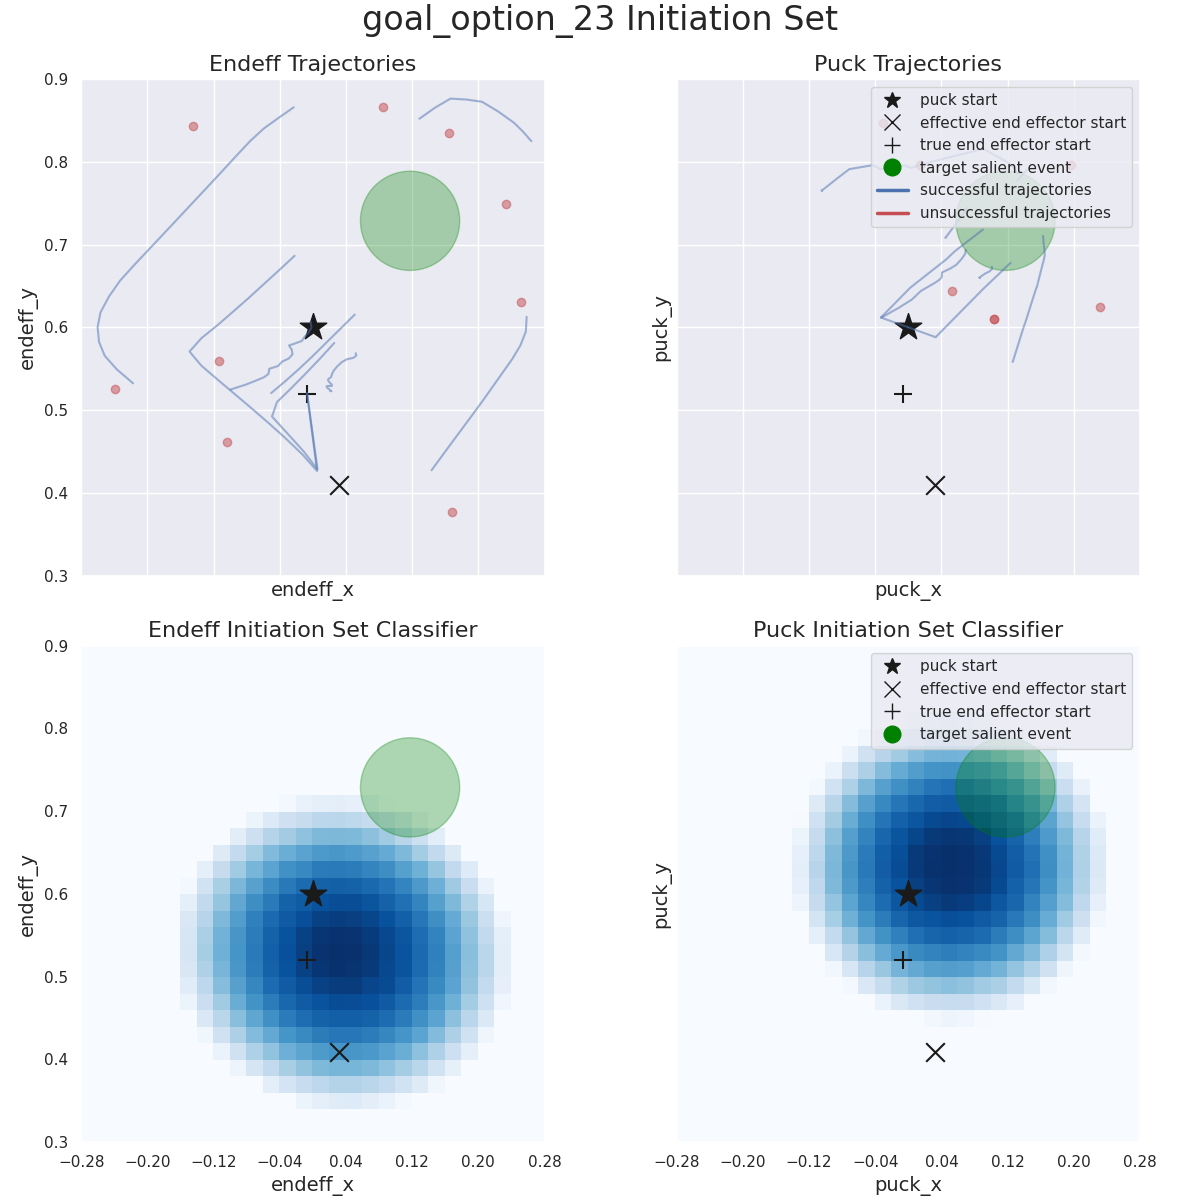 goal_option_23 Initiation Set
Endeff Trajectories
0.9
0.8
0.7
0.6
0.5
0.4
0.3
endeff_y
endeff_x
Puck Trajectories
puck start
effective end effector start
true end effector start
target salient event
successful trajectories
unsuccessful trajectories
puck_y
puck_x
Endeff Initiation Set Classifier
0.9
0.8
0.7
0.6
0.5
0.4
0.3
endeff_y
−0.28 −0.20 −0.12 −0.04 0.04 0.12 0.20 0.28
endeff_x
Puck Initiation Set Classifier
puck start
effective end effector start
true end effector start
target salient event
puck_y
−0.28 −0.20 −0.12 −0.04 0.04 0.12 0.20 0.28
puck_x